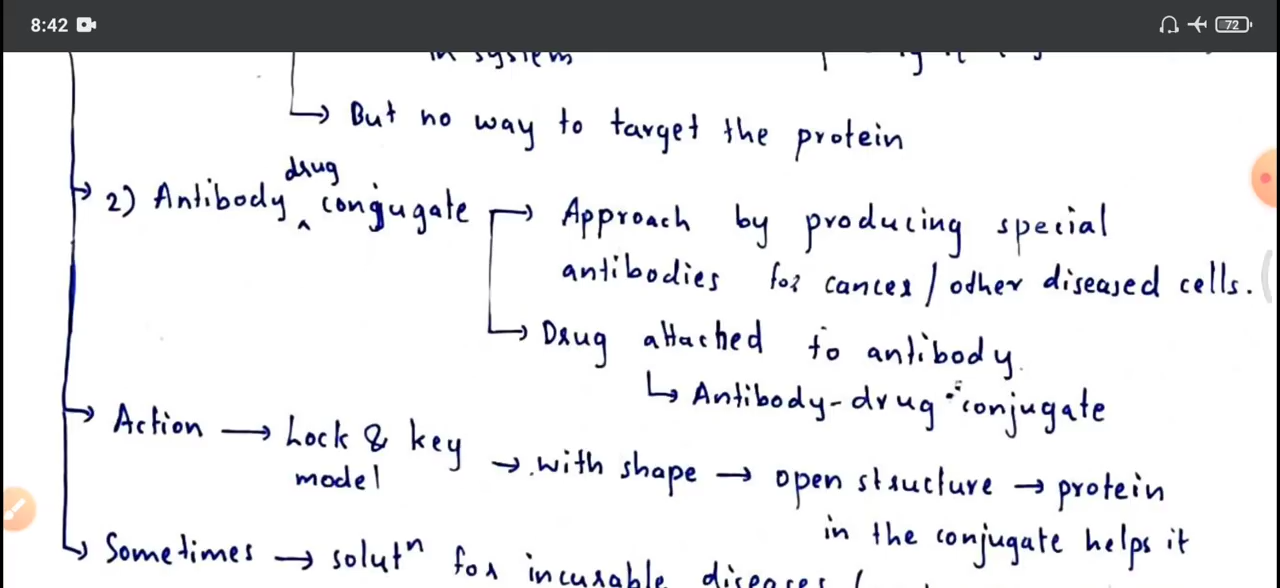 8:42
72
in system
→ But no way to target the protein
drug
→ 2) Antibody ^ conjugate → Approach by producing special
antibodies for cancer / other diseased cells.
→ Drug attached to antibody.
↳ Antibody-drug conjugate
→ Action → Lock & key → with shape → open structure → protein
model
in the conjugate helps it
→ Sometimes → solutⁿ for incurable diseases (